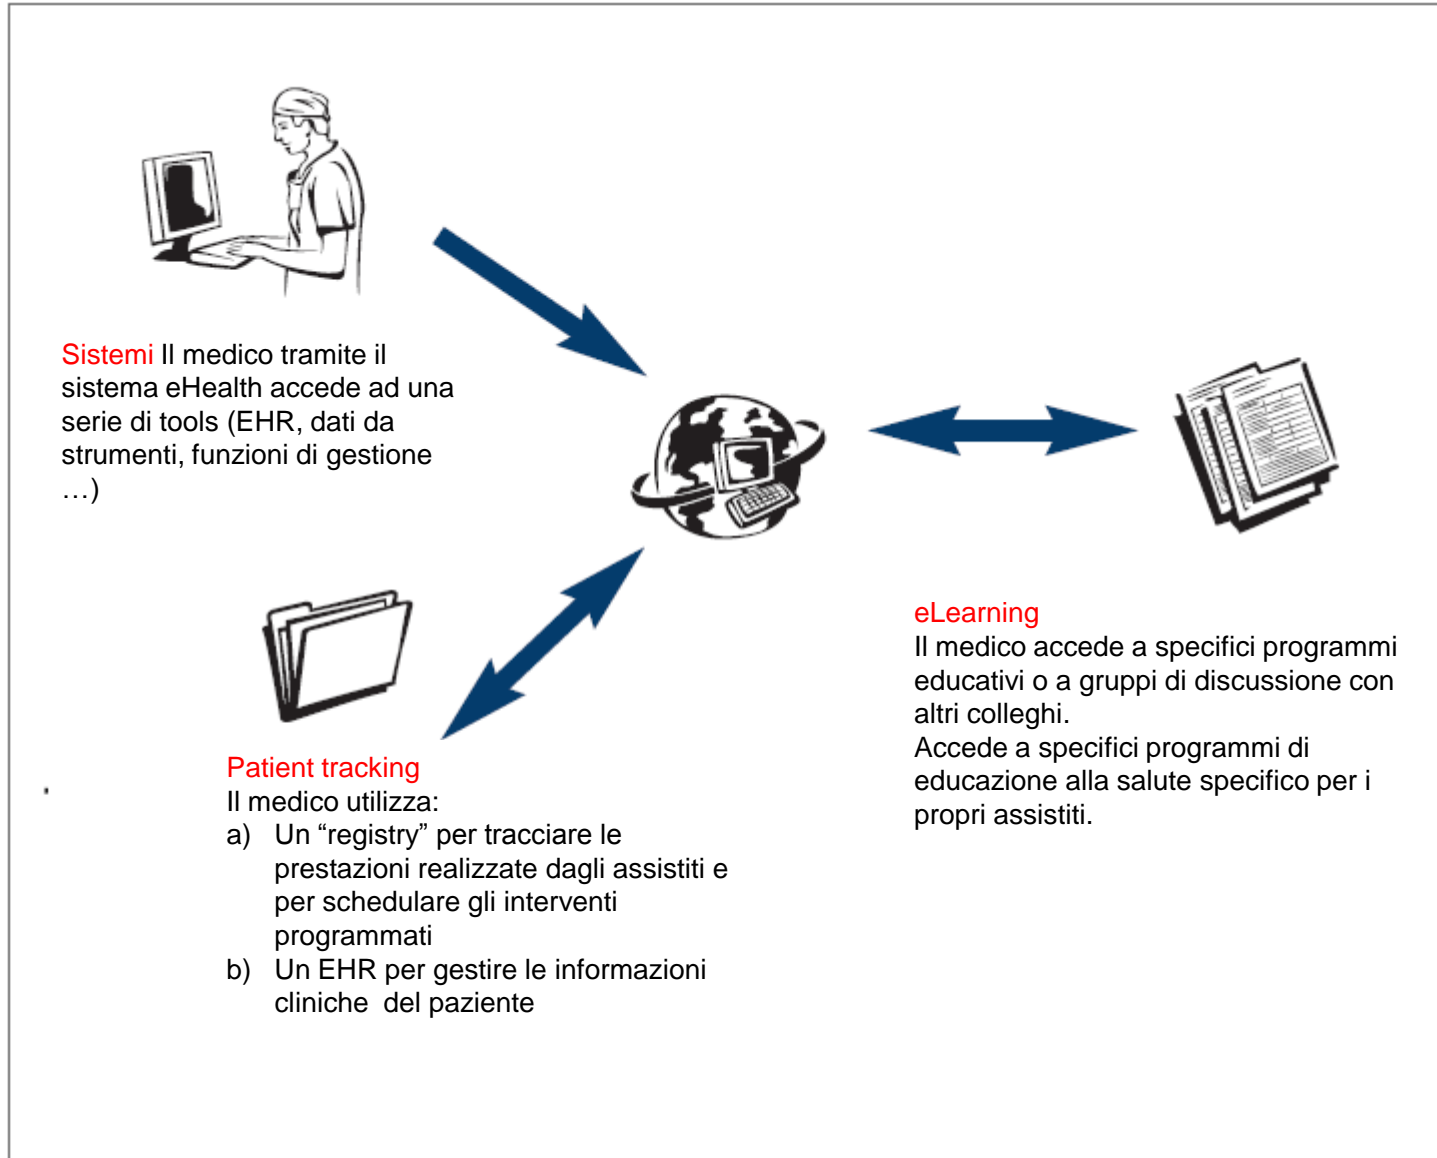 Sistemi Il medico tramite il
sistema eHealth accede ad una
serie di tools (EHR, dati da
strumenti, funzioni di gestione
…)
Patient tracking
Il medico utilizza:
a) Un “registry” per tracciare le
prestazioni realizzate dagli assistiti e
per schedulare gli interventi
programmati
b) Un EHR per gestire le informazioni
cliniche del paziente
eLearning
Il medico accede a specifici programmi
educativi o a gruppi di discussione con
altri colleghi.
Accede a specifici programmi di
educazione alla salute specifico per i
propri assistiti.